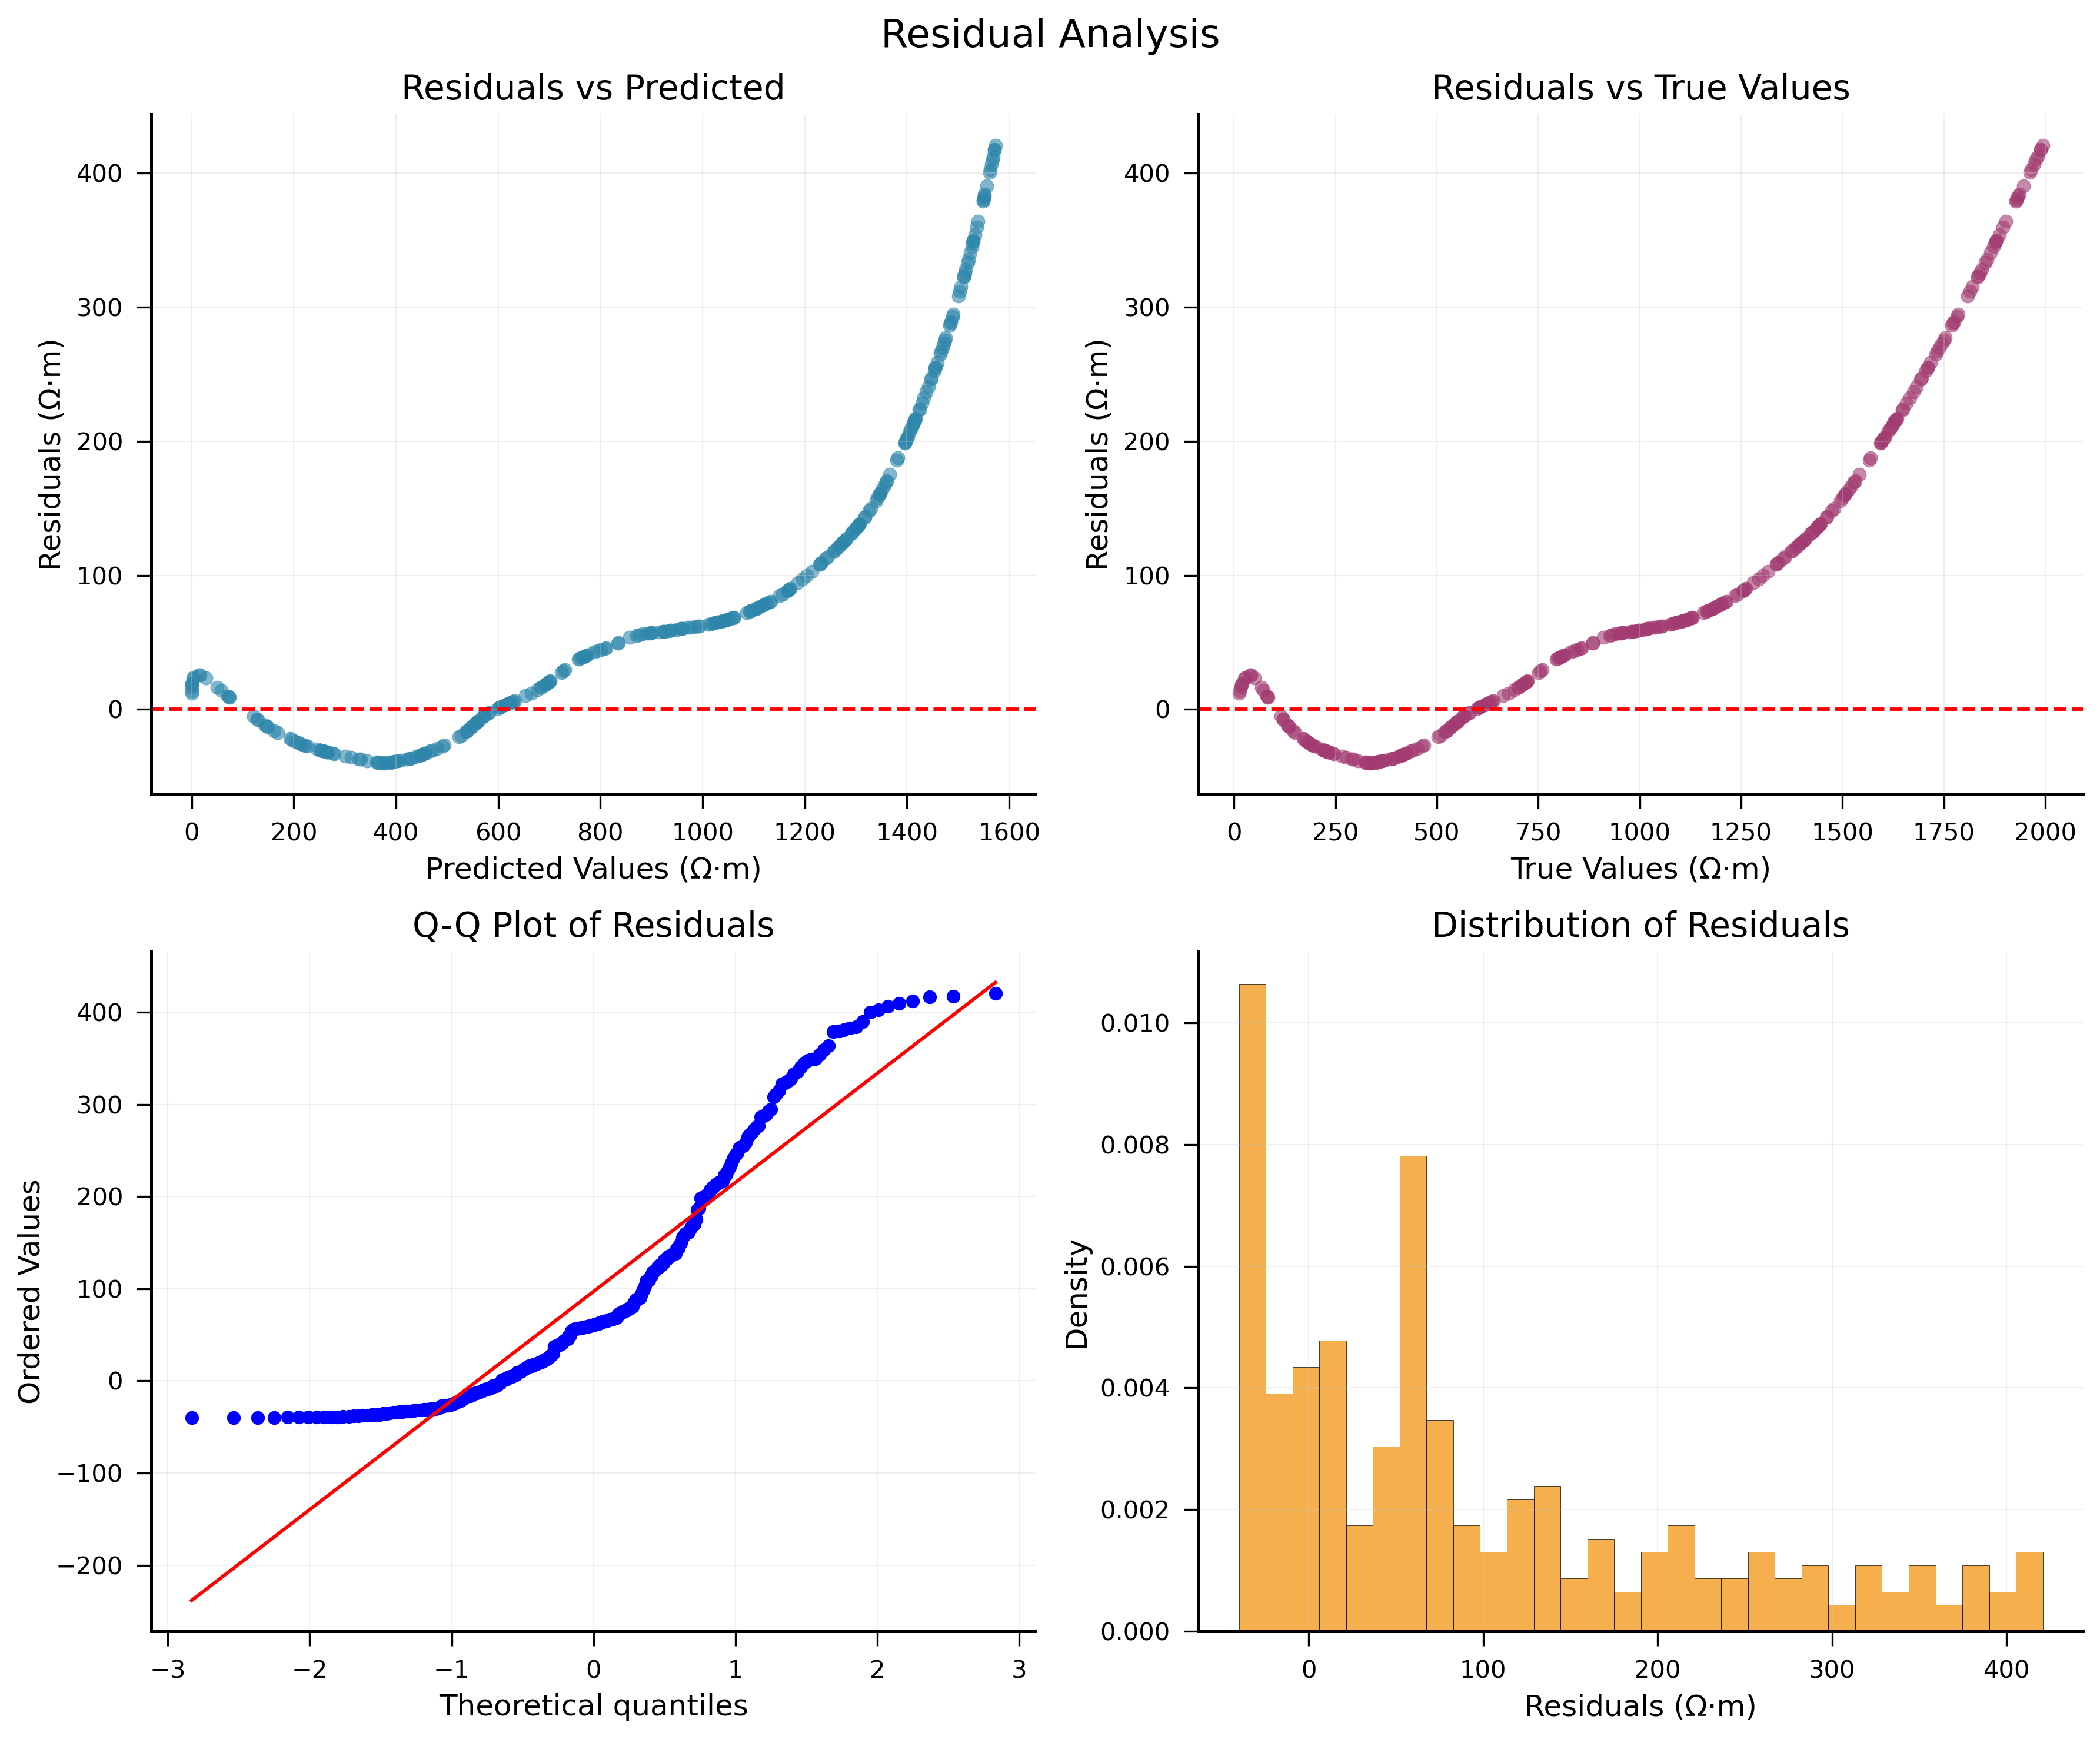 Residual Analysis
Residuals vs Predicted
Residuals (Ω·m)
400
300
200
100
0
0 200 400 600 800 1000 1200 1400 1600
Predicted Values (Ω·m)
Residuals vs True Values
Residuals (Ω·m)
400
300
200
100
0
0 250 500 750 1000 1250 1500 1750 2000
True Values (Ω·m)
Q-Q Plot of Residuals
Ordered Values
400
300
200
100
0
−100
−200
−3 −2 −1 0 1 2 3
Theoretical quantiles
Distribution of Residuals
Density
0.010
0.008
0.006
0.004
0.002
0.000
0 100 200 300 400
Residuals (Ω·m)